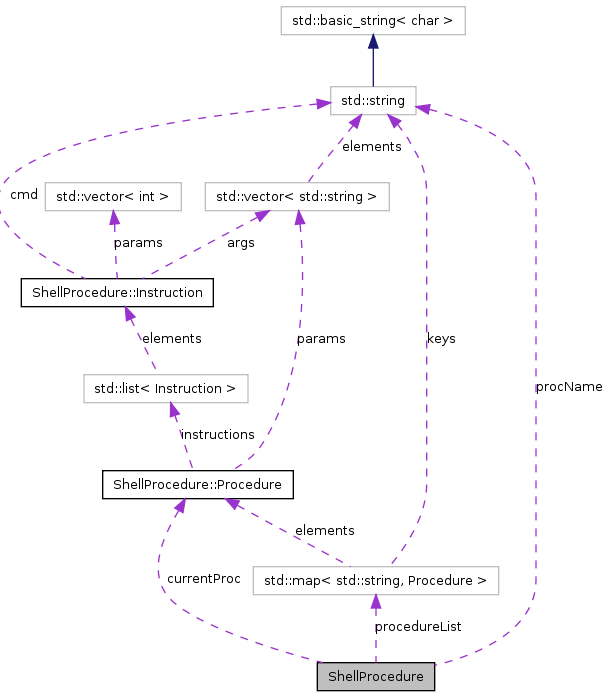 std::basic_string< char >
std::string
elements
cmd
std::vector< int >
std::vector< std::string >
params
args
ShellProcedure::Instruction
elements
params
keys
std::list< Instruction >
procName
instructions
ShellProcedure::Procedure
elements
currentProc
std::map< std::string, Procedure >
procedureList
ShellProcedure